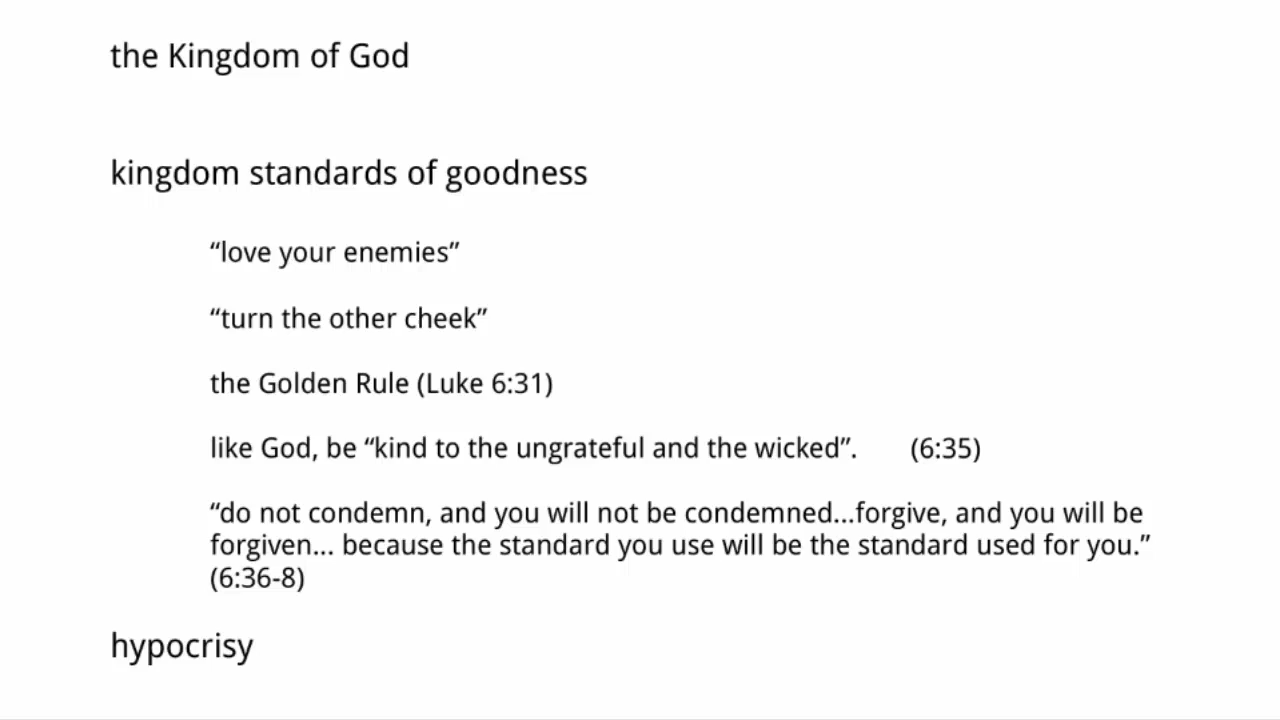 the Kingdom of God
kingdom standards of goodness
“love your enemies”
“turn the other cheek”
the Golden Rule (Luke 6:31)
like God, be “kind to the ungrateful and the wicked”. (6:35)
“do not condemn, and you will not be condemned...forgive, and you will be
forgiven... because the standard you use will be the standard used for you.”
(6:36-8)
hypocrisy